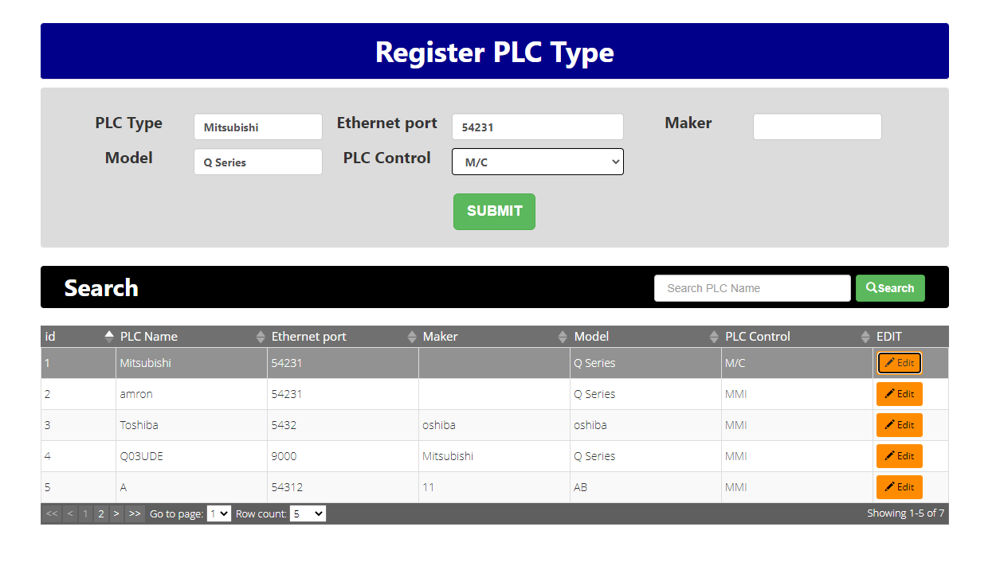 Register PLC Type
PLC Type Mitsubishi Ethernet port 54231 Maker
Model Q Series PLC Control M/C
SUBMIT
Search Search PLC Name Search
id PLC Name Ethernet port Maker Model PLC Control EDIT
1 Mitsubishi 54231 Q Series M/C Edit
2 amron 54231 Q Series MMI Edit
3 Toshiba 5432 oshiba oshiba MMI Edit
4 Q03UDE 9000 Mitsubishi Q Series MMI Edit
5 A 54312 11 AB MMI Edit
<< < 1 2 > >> Go to page: 1 Row count: 5 Showing 1-5 of 7